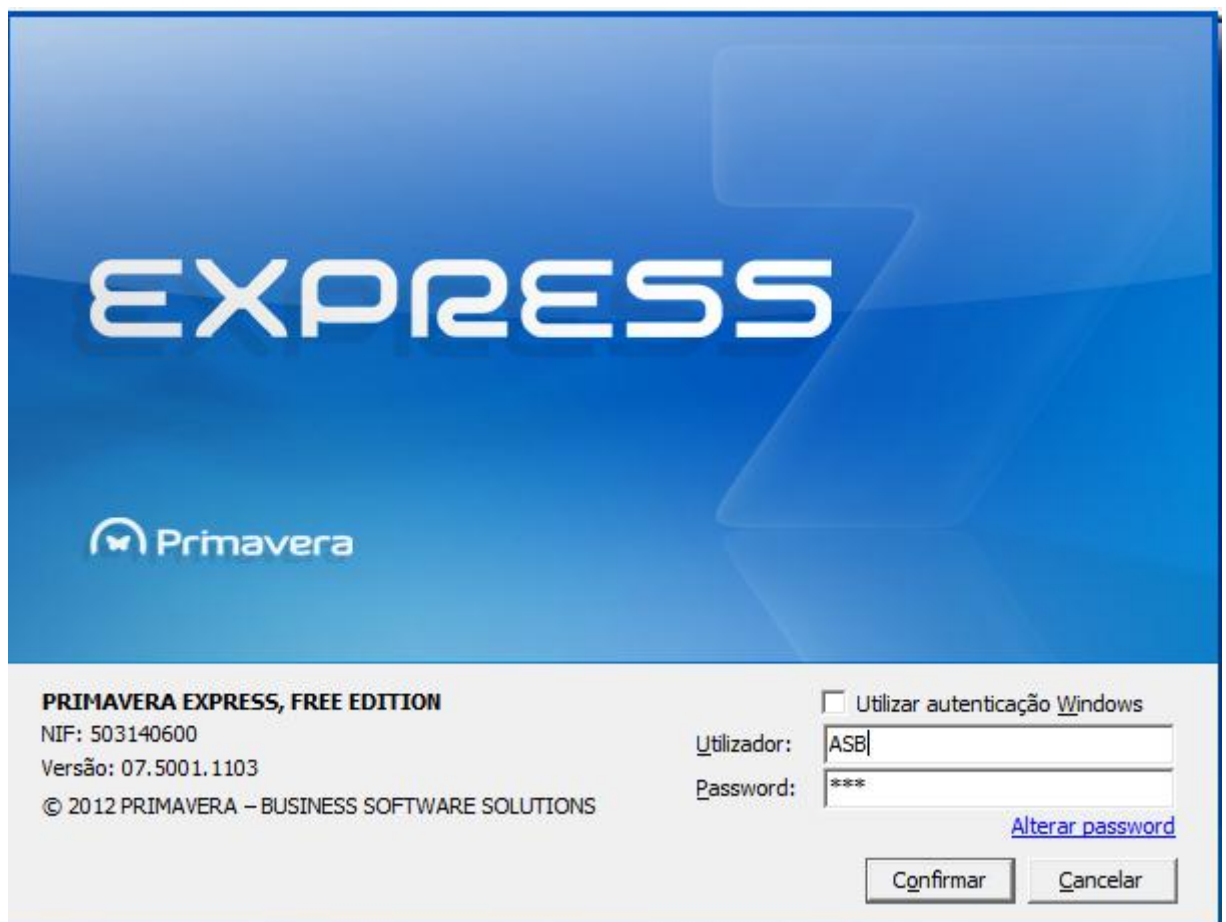 EXPRESS
7
Primavera
PRIMAVERA EXPRESS, FREE EDITION
NIF: 503140600
Versão: 07.5001.1103
© 2012 PRIMAVERA – BUSINESS SOFTWARE SOLUTIONS
Utilizar autenticação Windows
Utilizador: ASB
Password: ***
Alterar password
Confirmar Cancelar